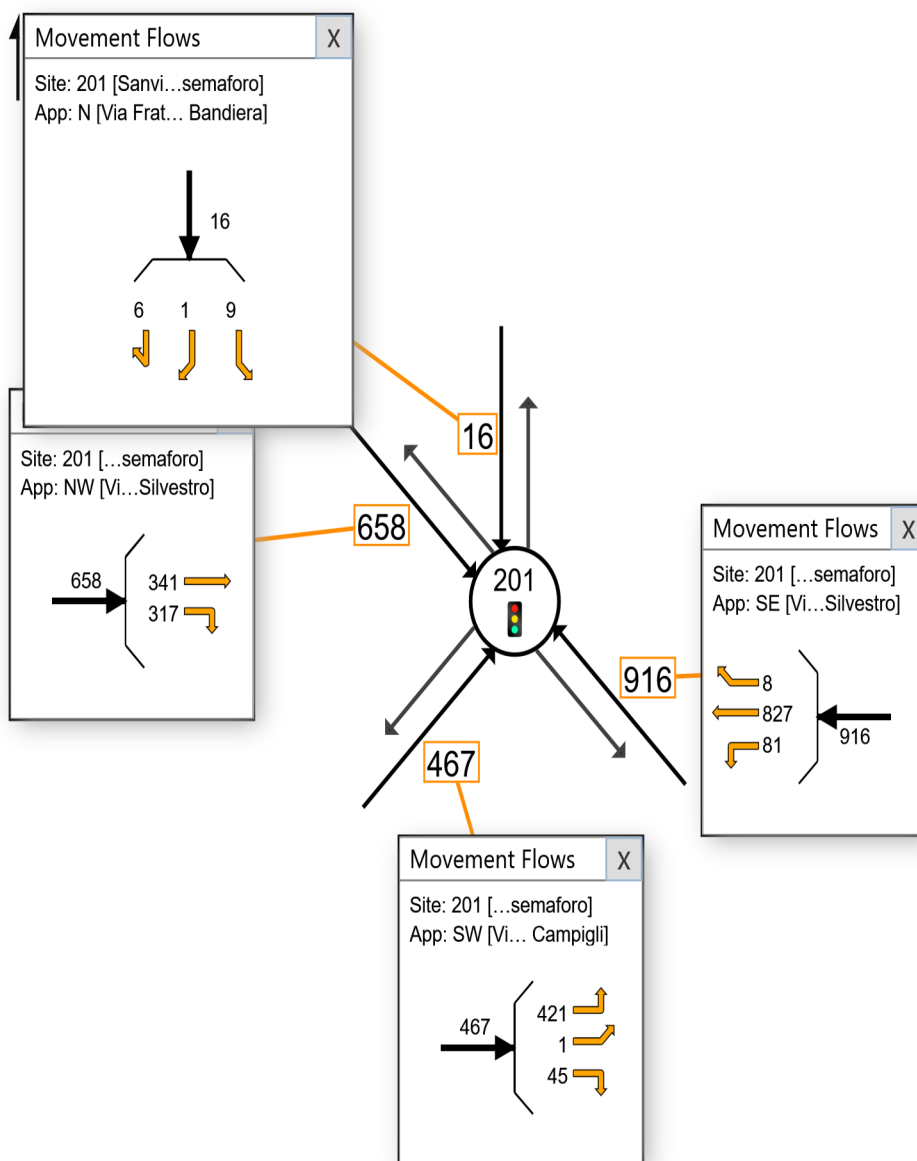 Movement Flows X
Site: 201 [Sanvi...semaforo]
App: N [Via Frat... Bandiera]
16
6 1 9
16
Site: 201 [...semaforo]
App: NW [Vi...Silvestro]
658
341
317
658
201
Movement Flows X
Site: 201 [...semaforo]
App: SE [Vi...Silvestro]
8
827
81
916
916
467
Movement Flows X
Site: 201 [...semaforo]
App: SW [Vi... Campigli]
467
421
1
45